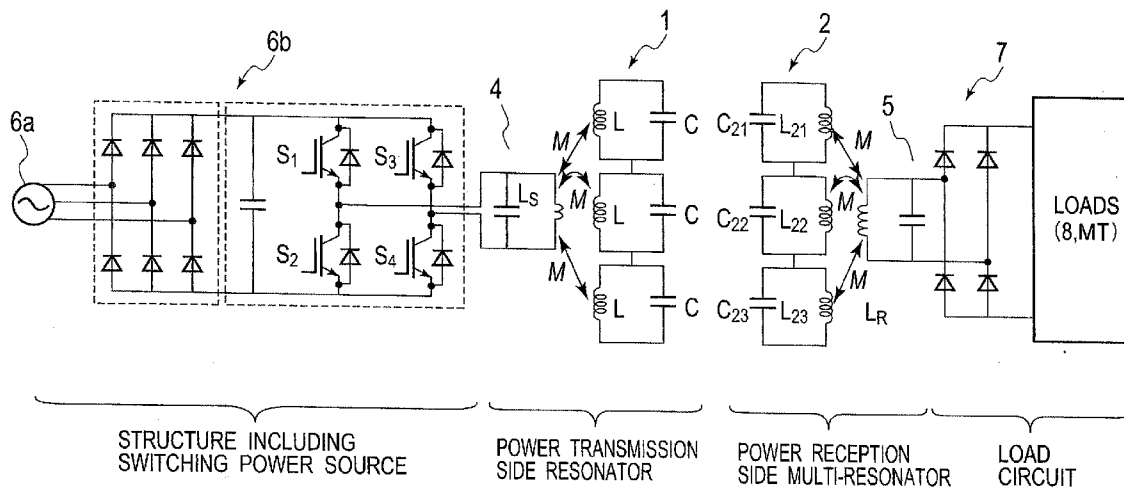 6a
6b
4
1
2
5
7
S1
S2
S3
S4
LS
M
M
M
L
L
L
C
C
C
C21
C22
C23
L21
L22
L23
M
M
M
LR
LOADS
(8,MT)
STRUCTURE INCLUDING
SWITCHING POWER SOURCE
POWER TRANSMISSION
SIDE RESONATOR
POWER RECEPTION
SIDE MULTI-RESONATOR
LOAD
CIRCUIT